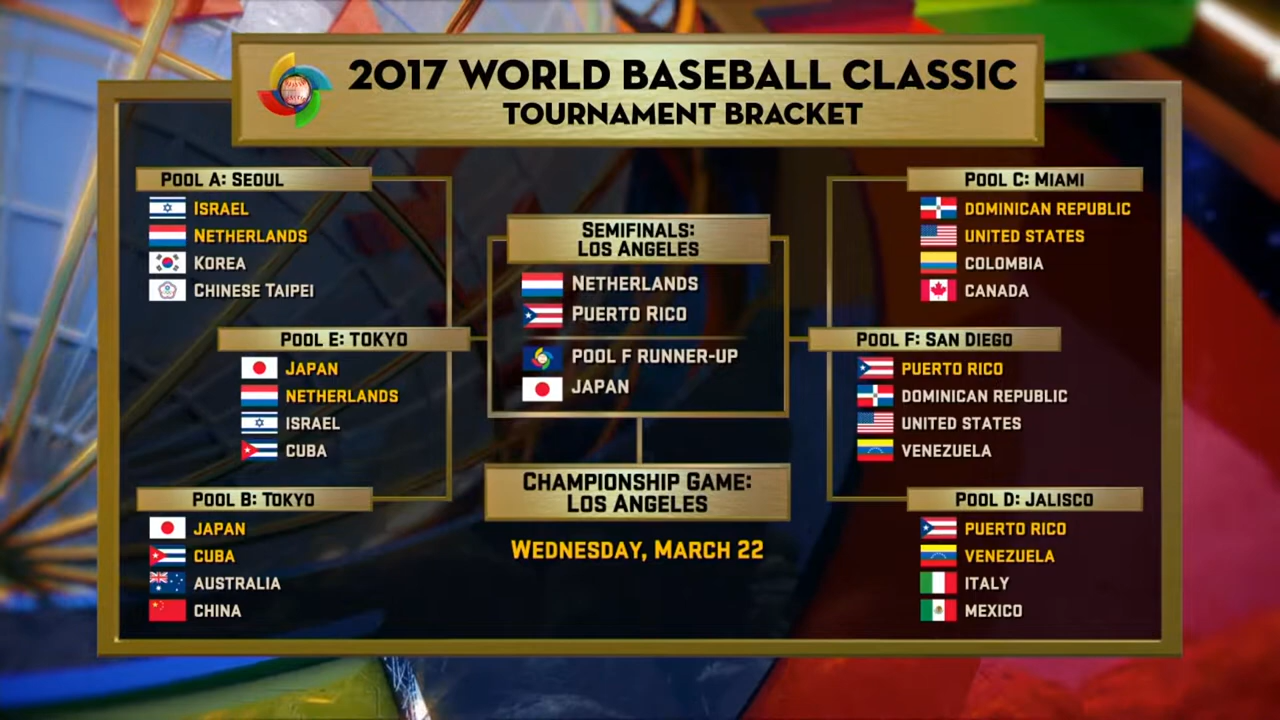 2017 WORLD BASEBALL CLASSIC
TOURNAMENT BRACKET
POOL A: SEOUL
ISRAEL
NETHERLANDS
KOREA
CHINESE TAIPEI
POOL E: TOKYO
JAPAN
NETHERLANDS
ISRAEL
CUBA
POOL B: TOKYO
JAPAN
CUBA
AUSTRALIA
CHINA
SEMIFINALS:
LOS ANGELES
NETHERLANDS
PUERTO RICO
POOL F RUNNER-UP
JAPAN
CHAMPIONSHIP GAME:
LOS ANGELES
WEDNESDAY, MARCH 22
POOL C: MIAMI
DOMINICAN REPUBLIC
UNITED STATES
COLOMBIA
CANADA
POOL F: SAN DIEGO
PUERTO RICO
DOMINICAN REPUBLIC
UNITED STATES
VENEZUELA
POOL D: JALISCO
PUERTO RICO
VENEZUELA
ITALY
MEXICO